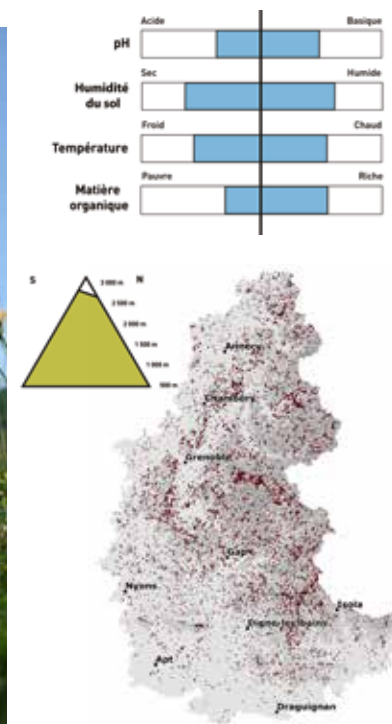 Acide Basique
pH
Sec Humide
Humidité
du sol
Froid Chaud
Température
Pauvre Riche
Matière
organique
S N
3 000 m
2 500 m
2 000 m
1 500 m
1 000 m
500 m
Annecy
Chambéry
Grenoble
Gap
Nyons
Isola
Digne-les-bains
Apt
Draguignan